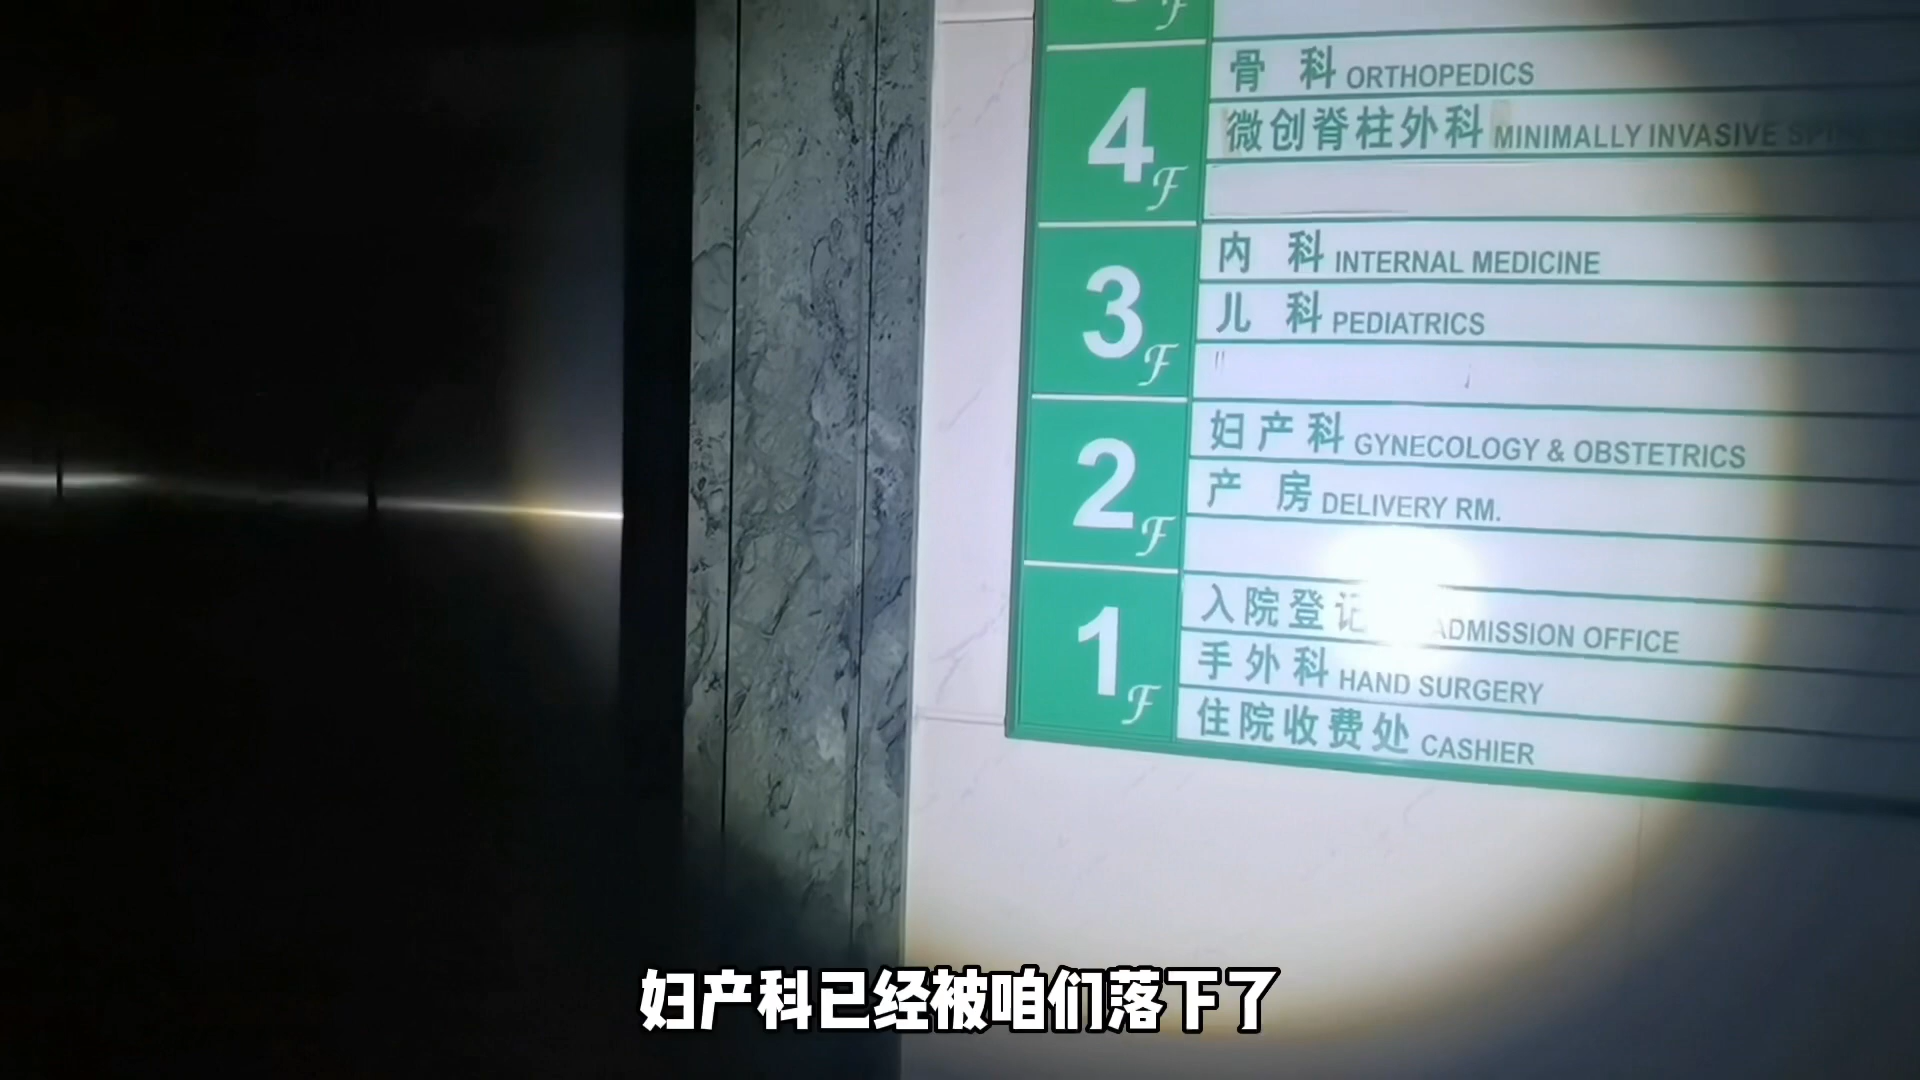 骨科 ORTHOPEDICS
4F
微创脊柱外科 MINIMALLY INVASIVE
内科 INTERNAL MEDICINE
3F
儿科 PEDIATRICS
妇产科 GYNECOLOGY & OBSTETRICS
2F
产房 DELIVERY RM.
入院登记 ADMISSION OFFICE
1F
手外科 HAND SURGERY
住院收费处 CASHIER
妇产科已经被咱们落下了